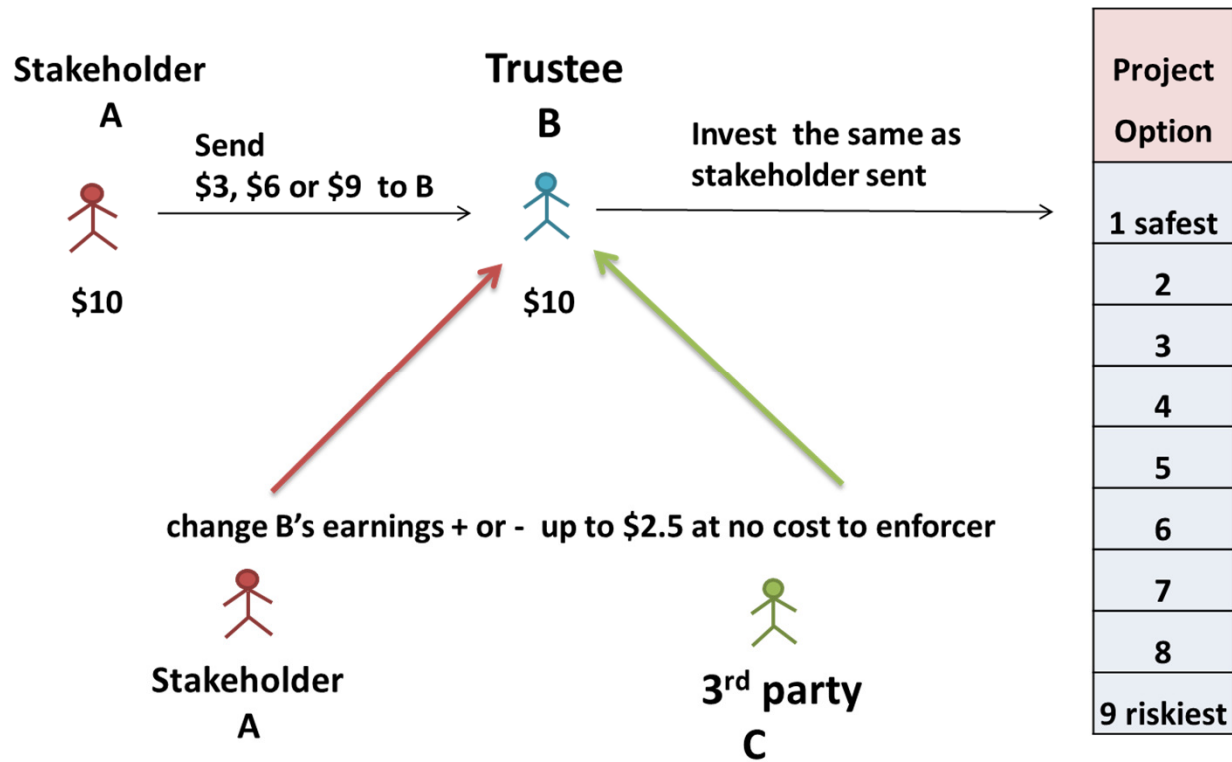 Stakeholder
A
Send
$3, $6 or $9 to B
$10
Trustee
B
$10
Invest the same as
stakeholder sent
change B’s earnings + or - up to $2.5 at no cost to enforcer
Stakeholder
A
3rd party
C
Project
Option
1 safest
2
3
4
5
6
7
8
9 riskiest